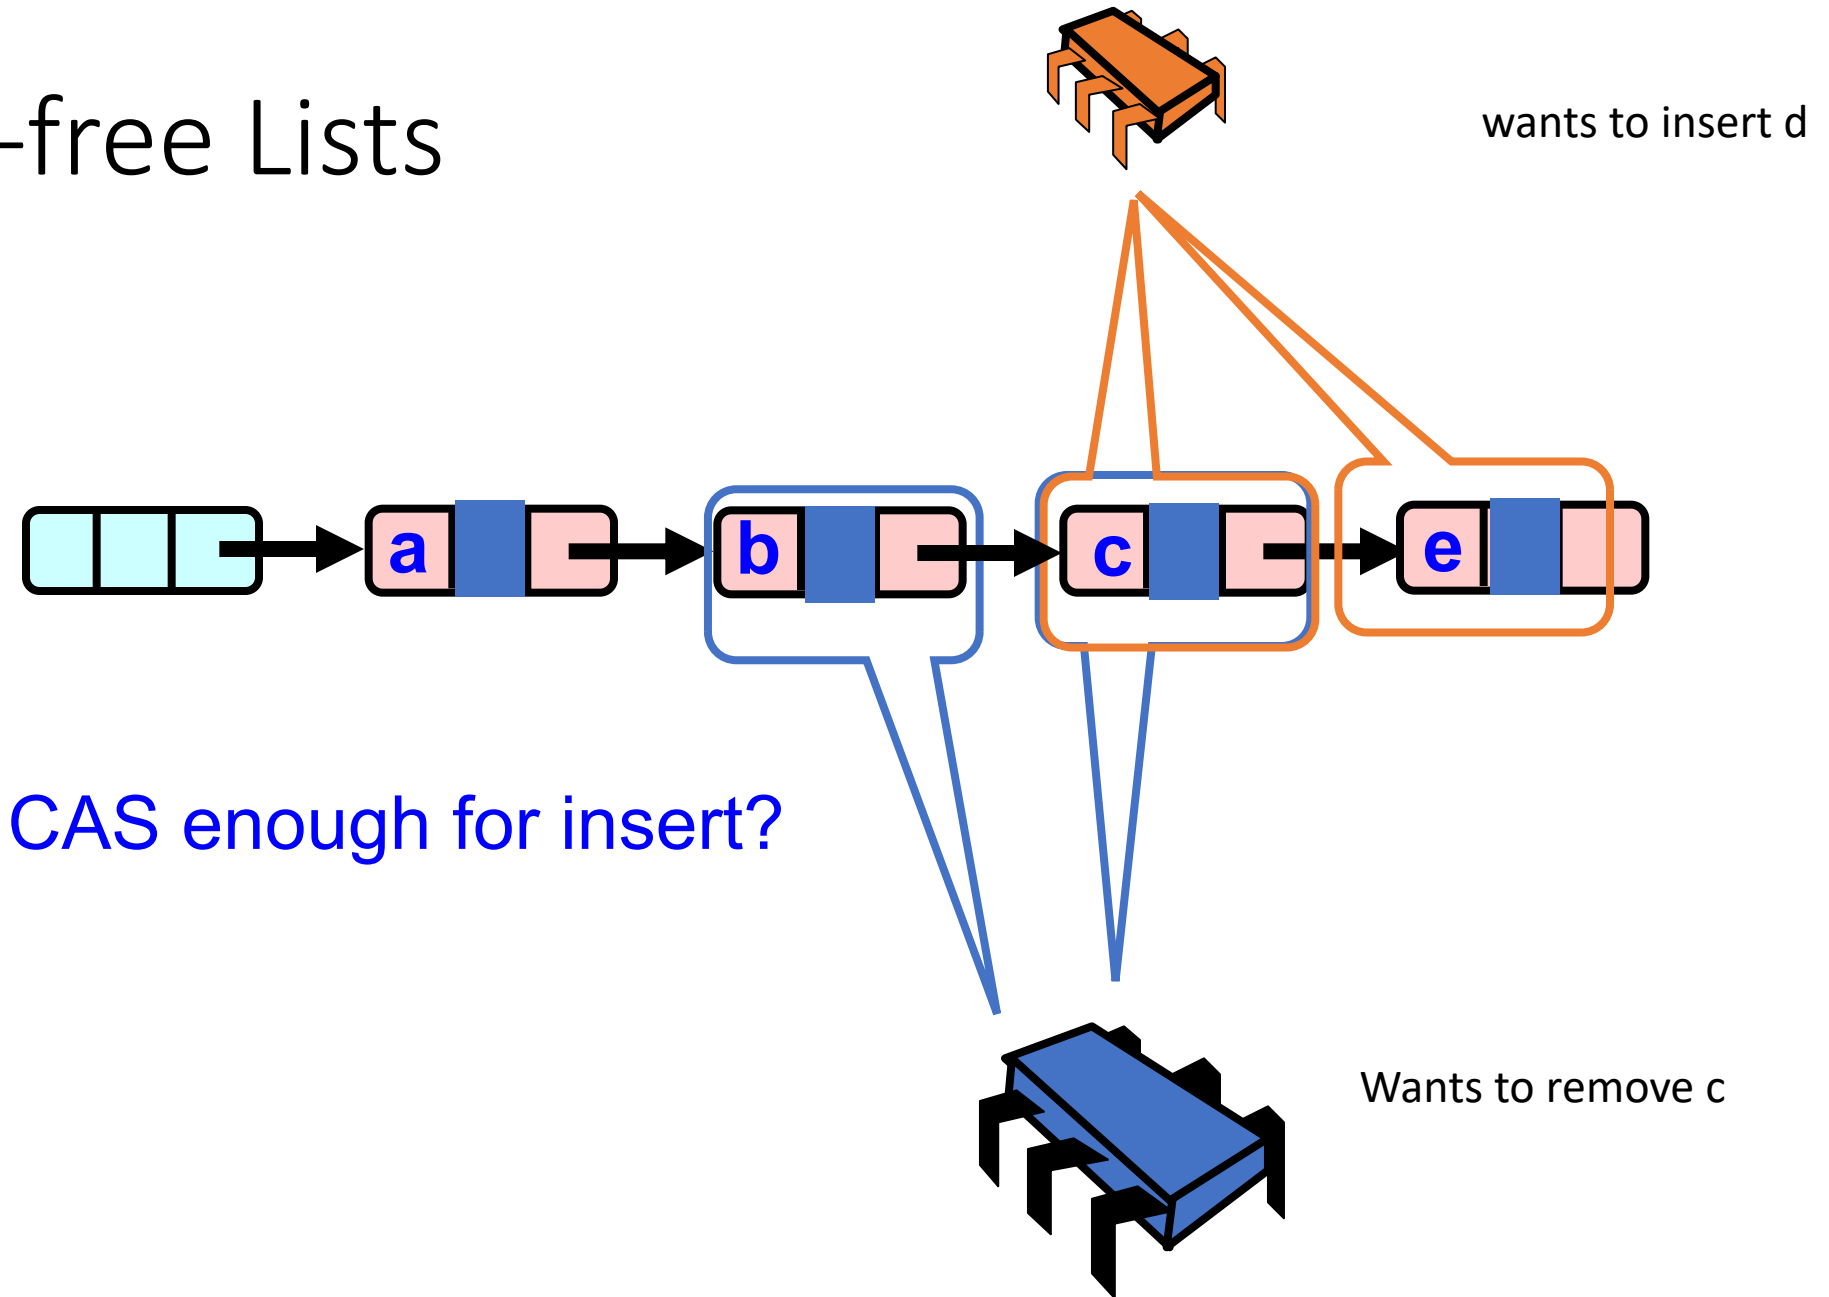 -free Lists
wants to insert d
a b c e
CAS enough for insert?
Wants to remove c